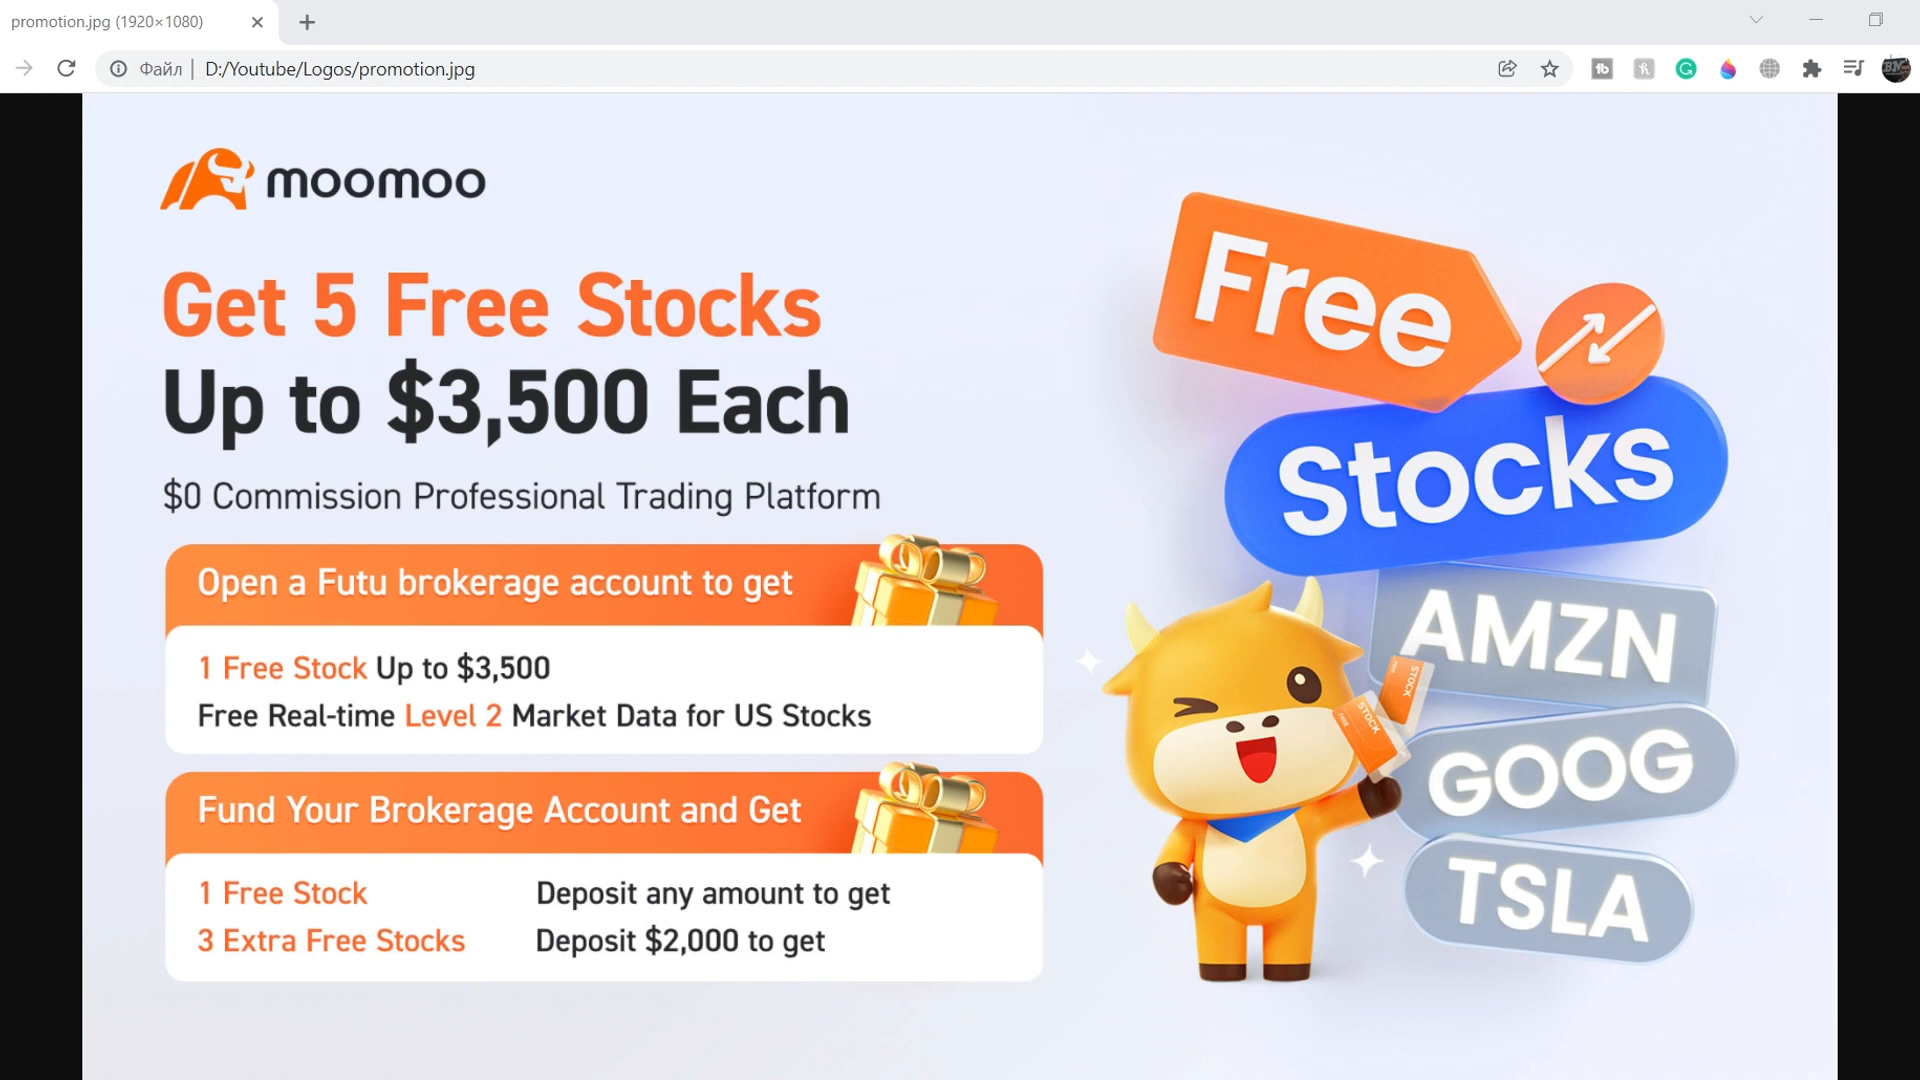 promotion.jpg (1920×1080)
Файл | D:/Youtube/Logos/promotion.jpg
moomoo
Get 5 Free Stocks
Up to $3,500 Each
$0 Commission Professional Trading Platform
Open a Futu brokerage account to get
1 Free Stock Up to $3,500
Free Real-time Level 2 Market Data for US Stocks
Fund Your Brokerage Account and Get
1 Free Stock Deposit any amount to get
3 Extra Free Stocks Deposit $2,000 to get
Free
Stocks
AMZN
GOOG
TSLA
STOCK
FREE
STOCK